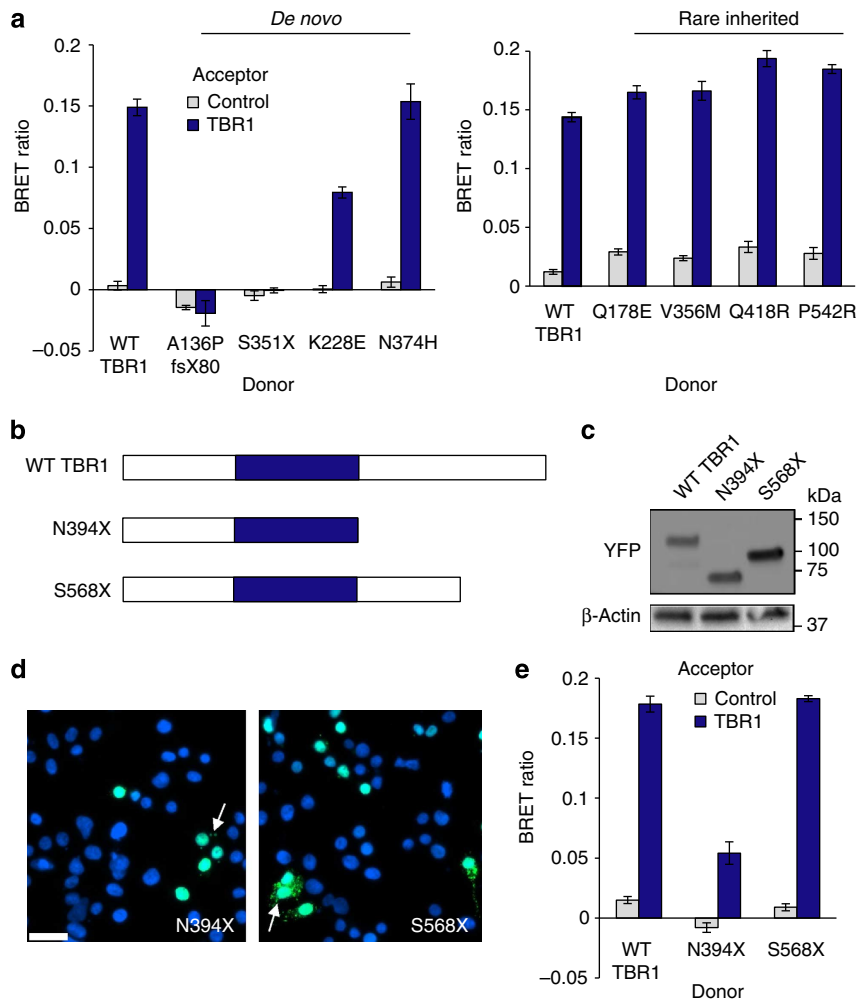 a
De novo
Rare inherited
0.2
0.15
0.1
0.05
0
–0.05
BRET ratio
Acceptor
Control
TBR1
WT TBR1
A136P fsX80
S351X
K228E
N374H
Donor
0.2
0.15
0.1
0.05
0
BRET ratio
WT TBR1
Q178E
V356M
Q418R
P542R
Donor
b
WT TBR1
N394X
S568X
c
WT TBR1
N394X
S568X
kDa
150
100
75
37
YFP
β-Actin
d
N394X
S568X
e
Acceptor
Control
TBR1
0.2
0.15
0.1
0.05
0
–0.05
BRET ratio
WT TBR1
N394X
S568X
Donor